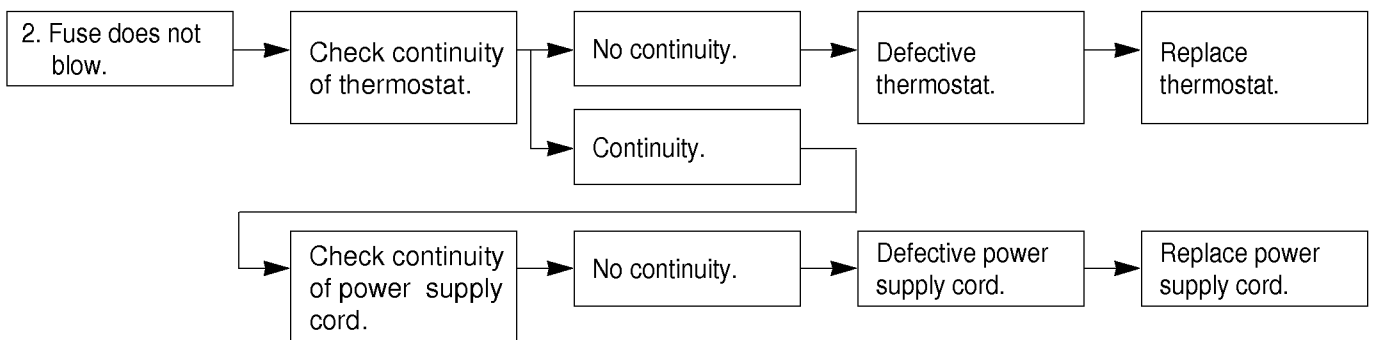 2. Fuse does not
blow.
Check continuity
of thermostat.
No continuity.
Defective
thermostat.
Replace
thermostat.
Continuity.
Check continuity
of power supply
cord.
No continuity.
Defective power
supply cord.
Replace power
supply cord.